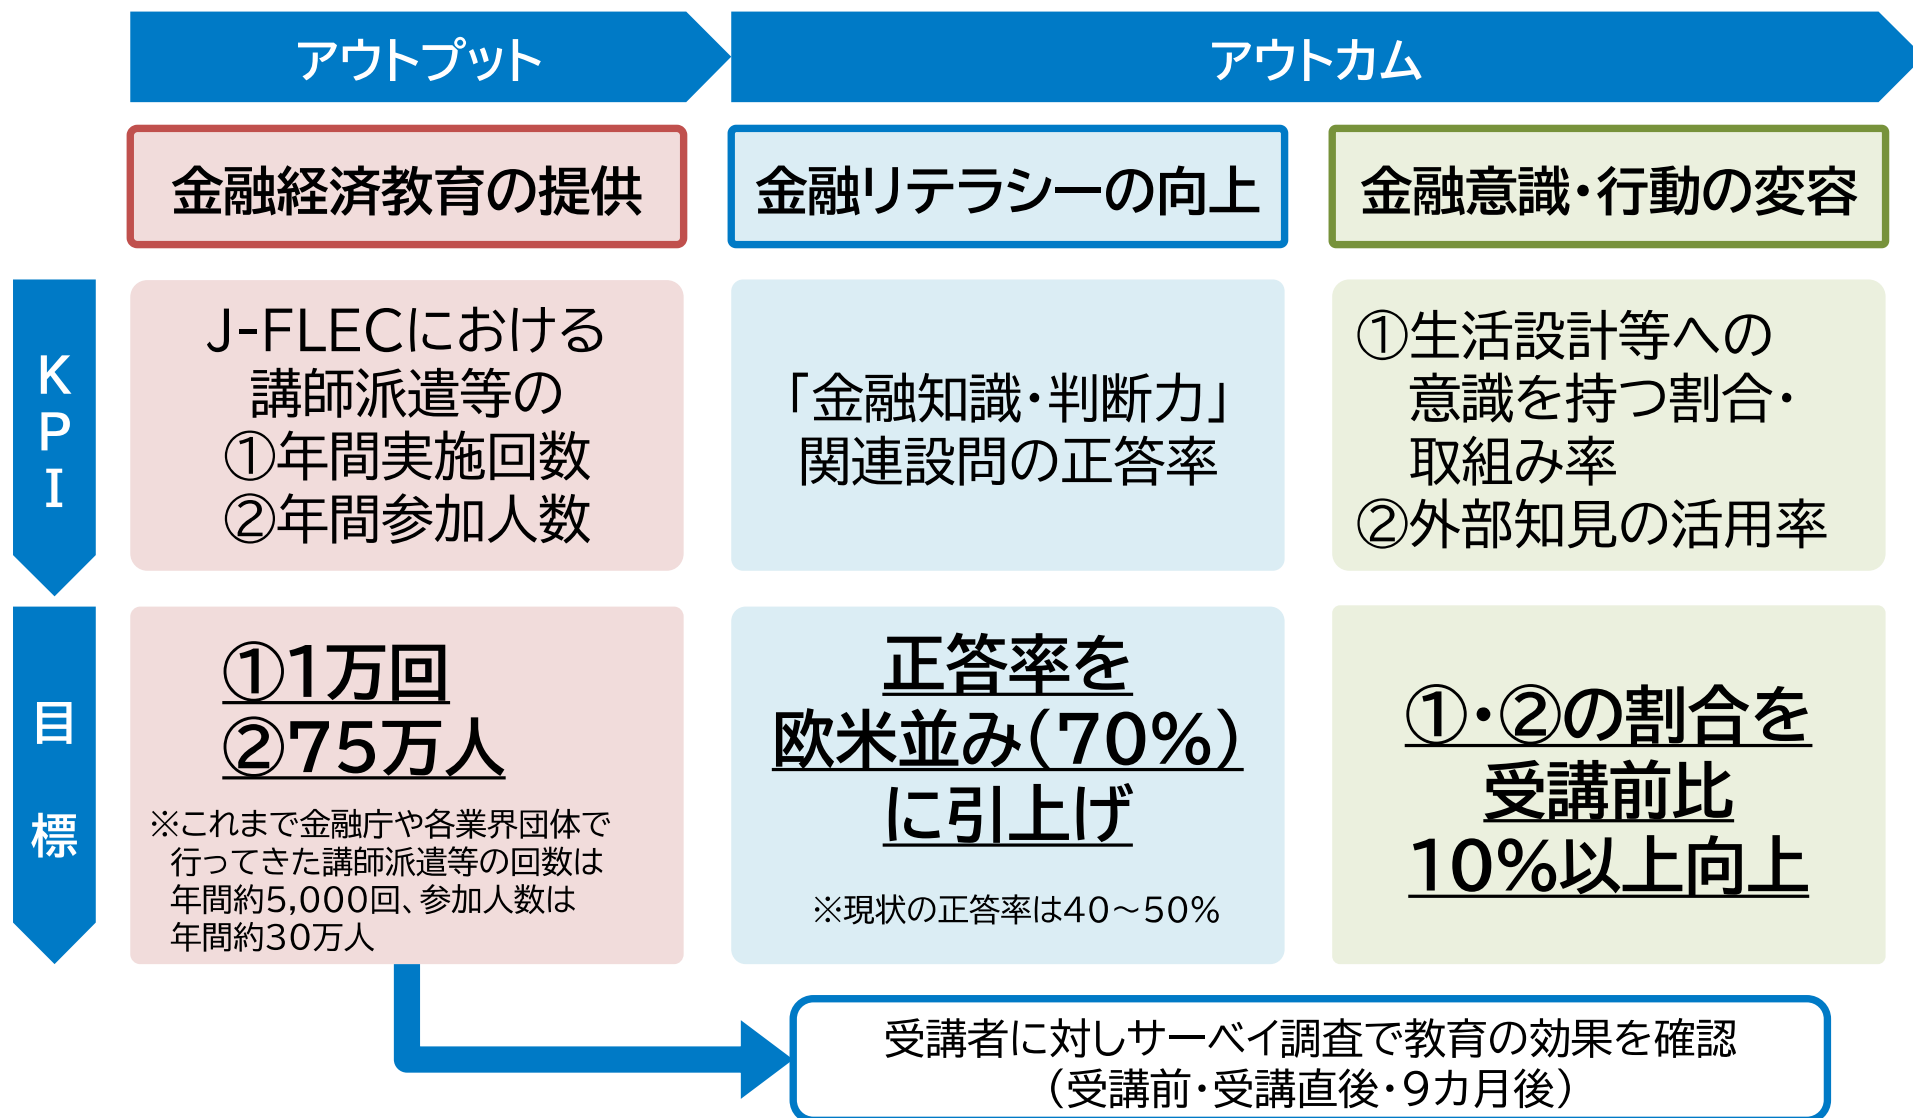 アウトプット
アウトカム
金融経済教育の提供
金融リテラシーの向上
金融意識・行動の変容
KPI
J-FLECにおける
講師派遣等の
①年間実施回数
②年間参加人数
「金融知識・判断力」
関連設問の正答率
①生活設計等への
意識を持つ割合・
取組み率
②外部知見の活用率
目標
①1万回
②75万人
※これまで金融庁や各業界団体で
行ってきた講師派遣等の回数は
年間約5,000回、参加人数は
年間約30万人
正答率を
欧米並み（70%）
に引上げ
※現状の正答率は40～50%
①・②の割合を
受講前比
10%以上向上
受講者に対しサーベイ調査で教育の効果を確認
（受講前・受講直後・9カ月後）